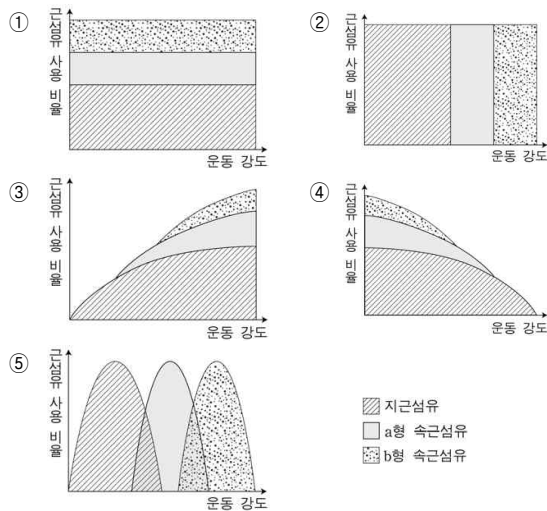 ①
근섬유 사용 비율
운동 강도
②
근섬유 사용 비율
운동 강도
③
근섬유 사용 비율
운동 강도
④
근섬유 사용 비율
운동 강도
⑤
근섬유 사용 비율
운동 강도
지근섬유
a형 속근섬유
b형 속근섬유